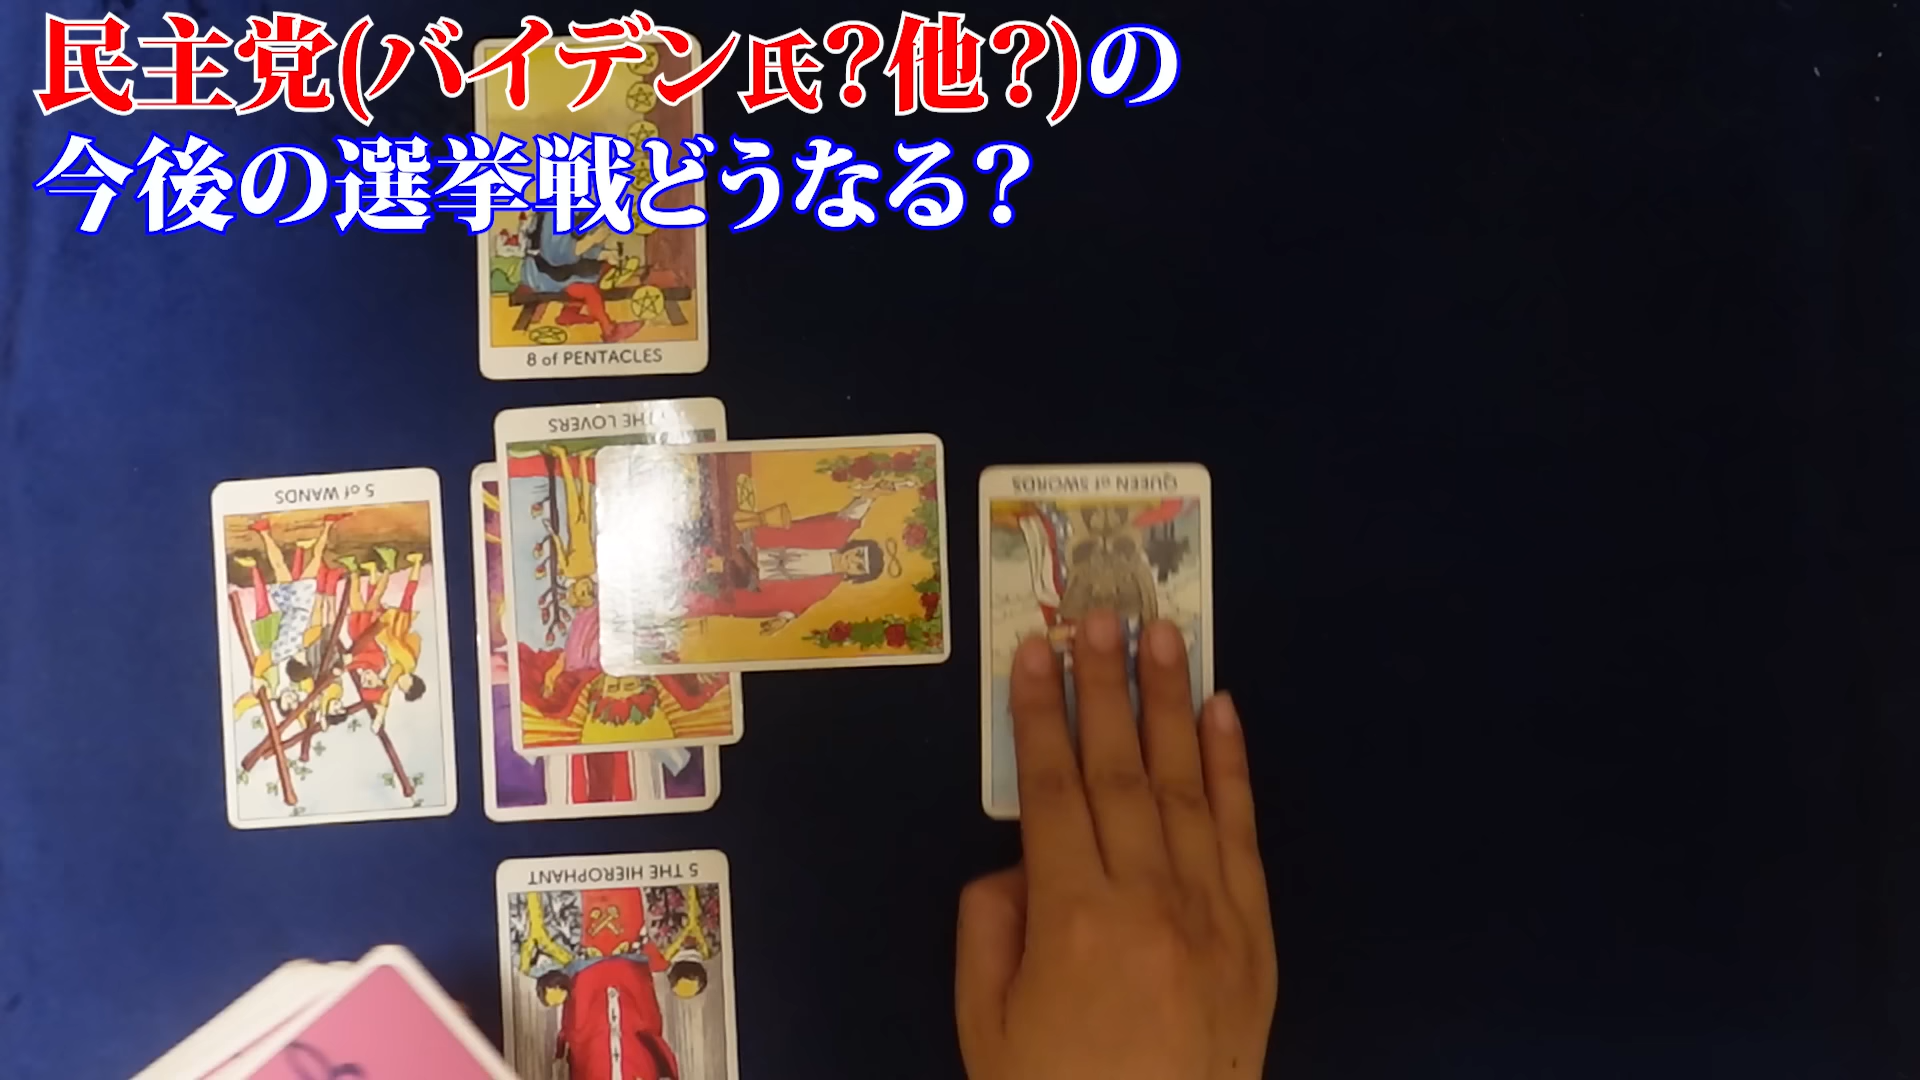 民主党(バイデン氏?他?)の
今後の選挙戦どうなる?
8 of PENTACLES
THE LOVERS
5 of WANDS
QUEEN of SWORDS
5 THE HIEROPHANT